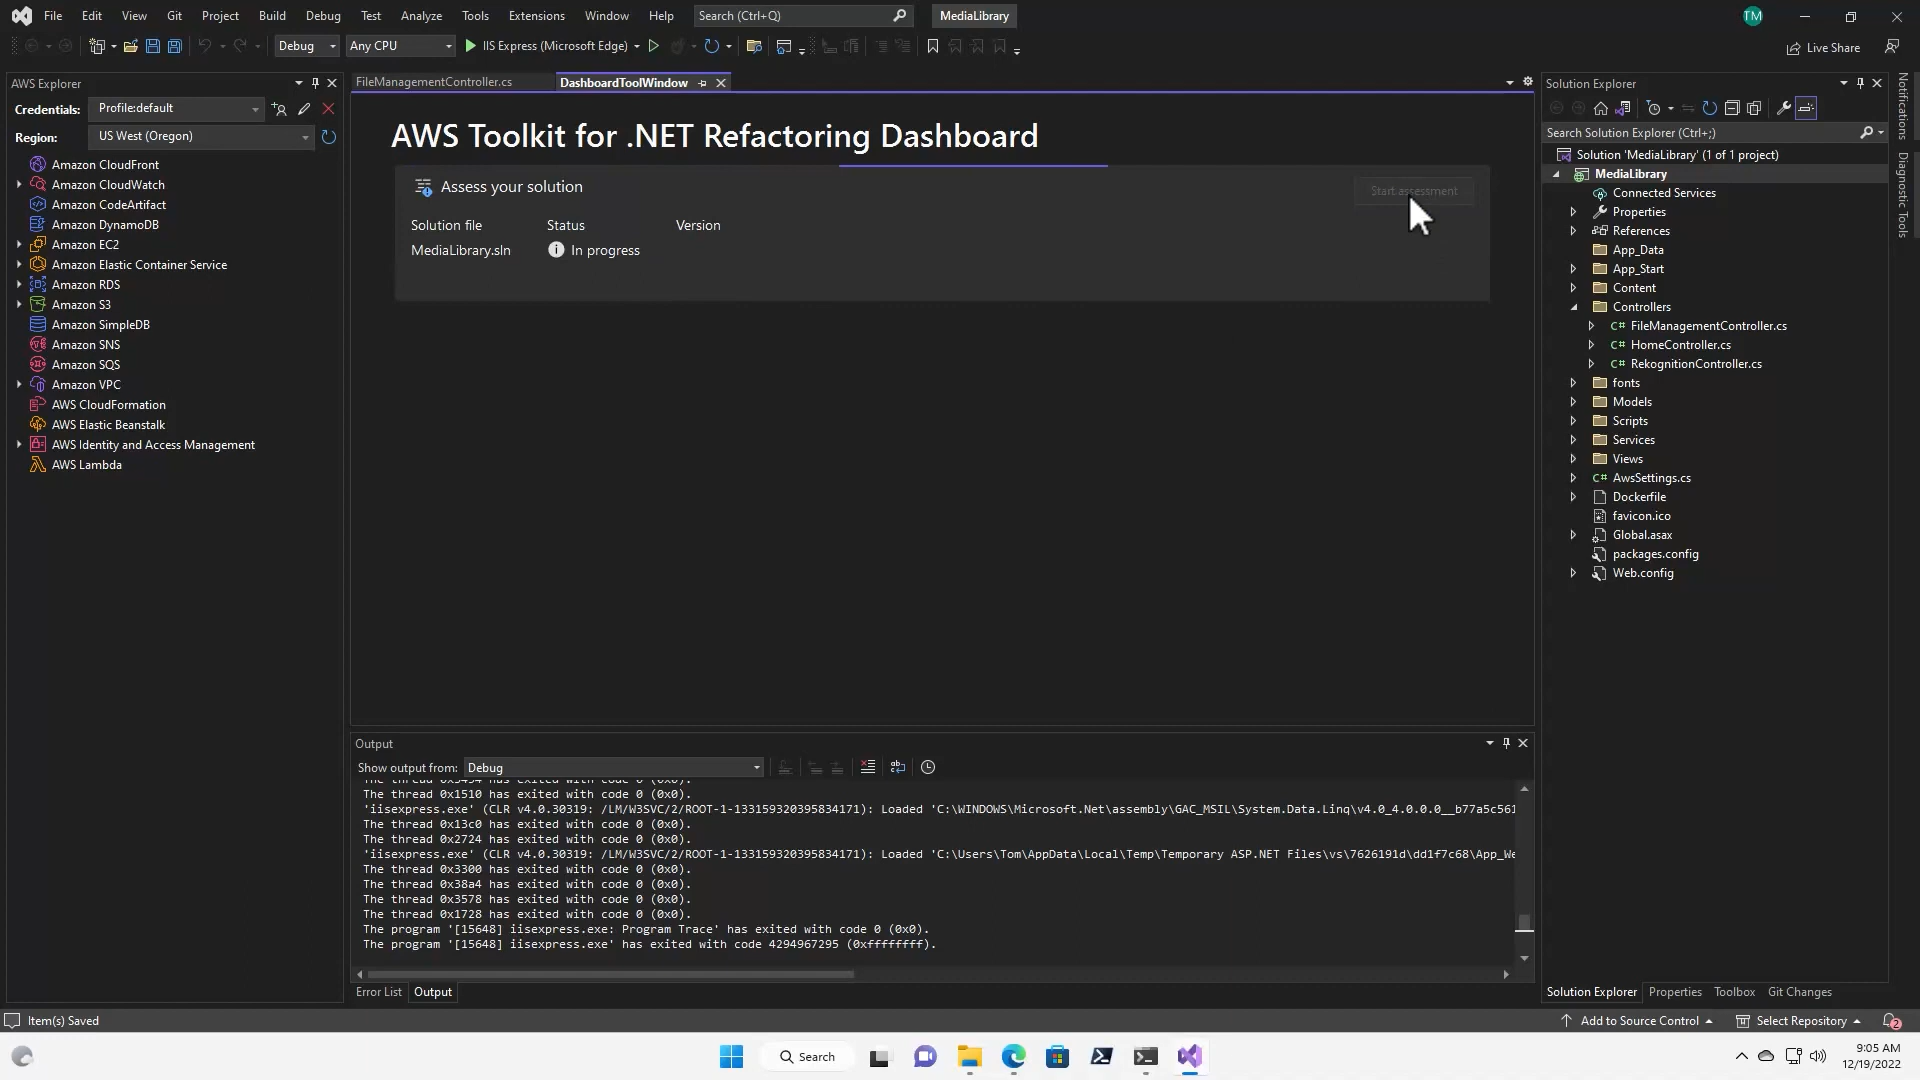 File Edit View Git Project Build Debug Test Analyze Tools Extensions Window Help Search (Ctrl+Q) MediaLibrary TM
Debug Any CPU IIS Express (Microsoft Edge) Live Share
AWS Explorer
Credentials: Profile:default
Region: US West (Oregon)
Amazon CloudFront
Amazon CloudWatch
Amazon CodeArtifact
Amazon DynamoDB
Amazon EC2
Amazon Elastic Container Service
Amazon RDS
Amazon S3
Amazon SimpleDB
Amazon SNS
Amazon SQS
Amazon VPC
AWS CloudFormation
AWS Elastic Beanstalk
AWS Identity and Access Management
AWS Lambda
FileManagementController.cs DashboardToolWindow
AWS Toolkit for .NET Refactoring Dashboard
Assess your solution Start assessment
Solution file Status Version
MediaLibrary.sln In progress
Output
Show output from: Debug
The thread 0x3454 has exited with code 0 (0x0).
The thread 0x1510 has exited with code 0 (0x0).
'iisexpress.exe' (CLR v4.0.30319: /LM/W3SVC/2/ROOT-1-133159320395834171): Loaded 'C:\WINDOWS\Microsoft.Net\assembly\GAC_MSIL\System.Data.Linq\v4.0_4.0.0.0__b77a5c561
The thread 0x13c0 has exited with code 0 (0x0).
The thread 0x2724 has exited with code 0 (0x0).
'iisexpress.exe' (CLR v4.0.30319: /LM/W3SVC/2/ROOT-1-133159320395834171): Loaded 'C:\Users\Tom\AppData\Local\Temp\Temporary ASP.NET Files\vs\7626191d\dd1f7c68\App_We
The thread 0x3300 has exited with code 0 (0x0).
The thread 0x38a4 has exited with code 0 (0x0).
The thread 0x3578 has exited with code 0 (0x0).
The thread 0x1728 has exited with code 0 (0x0).
The program '[15648] iisexpress.exe: Program Trace' has exited with code 0 (0x0).
The program '[15648] iisexpress.exe' has exited with code 4294967295 (0xffffffff).
Error List Output
Solution Explorer
Search Solution Explorer (Ctrl+;)
Solution 'MediaLibrary' (1 of 1 project)
MediaLibrary
Connected Services
Properties
References
App_Data
App_Start
Content
Controllers
C# FileManagementController.cs
C# HomeController.cs
C# RekognitionController.cs
fonts
Models
Scripts
Services
Views
C# AwsSettings.cs
Dockerfile
favicon.ico
Global.asax
packages.config
Web.config
Solution Explorer Properties Toolbox Git Changes
Notifications
Diagnostic Tools
Item(s) Saved Add to Source Control Select Repository 2
Search
9:05 AM
12/19/2022